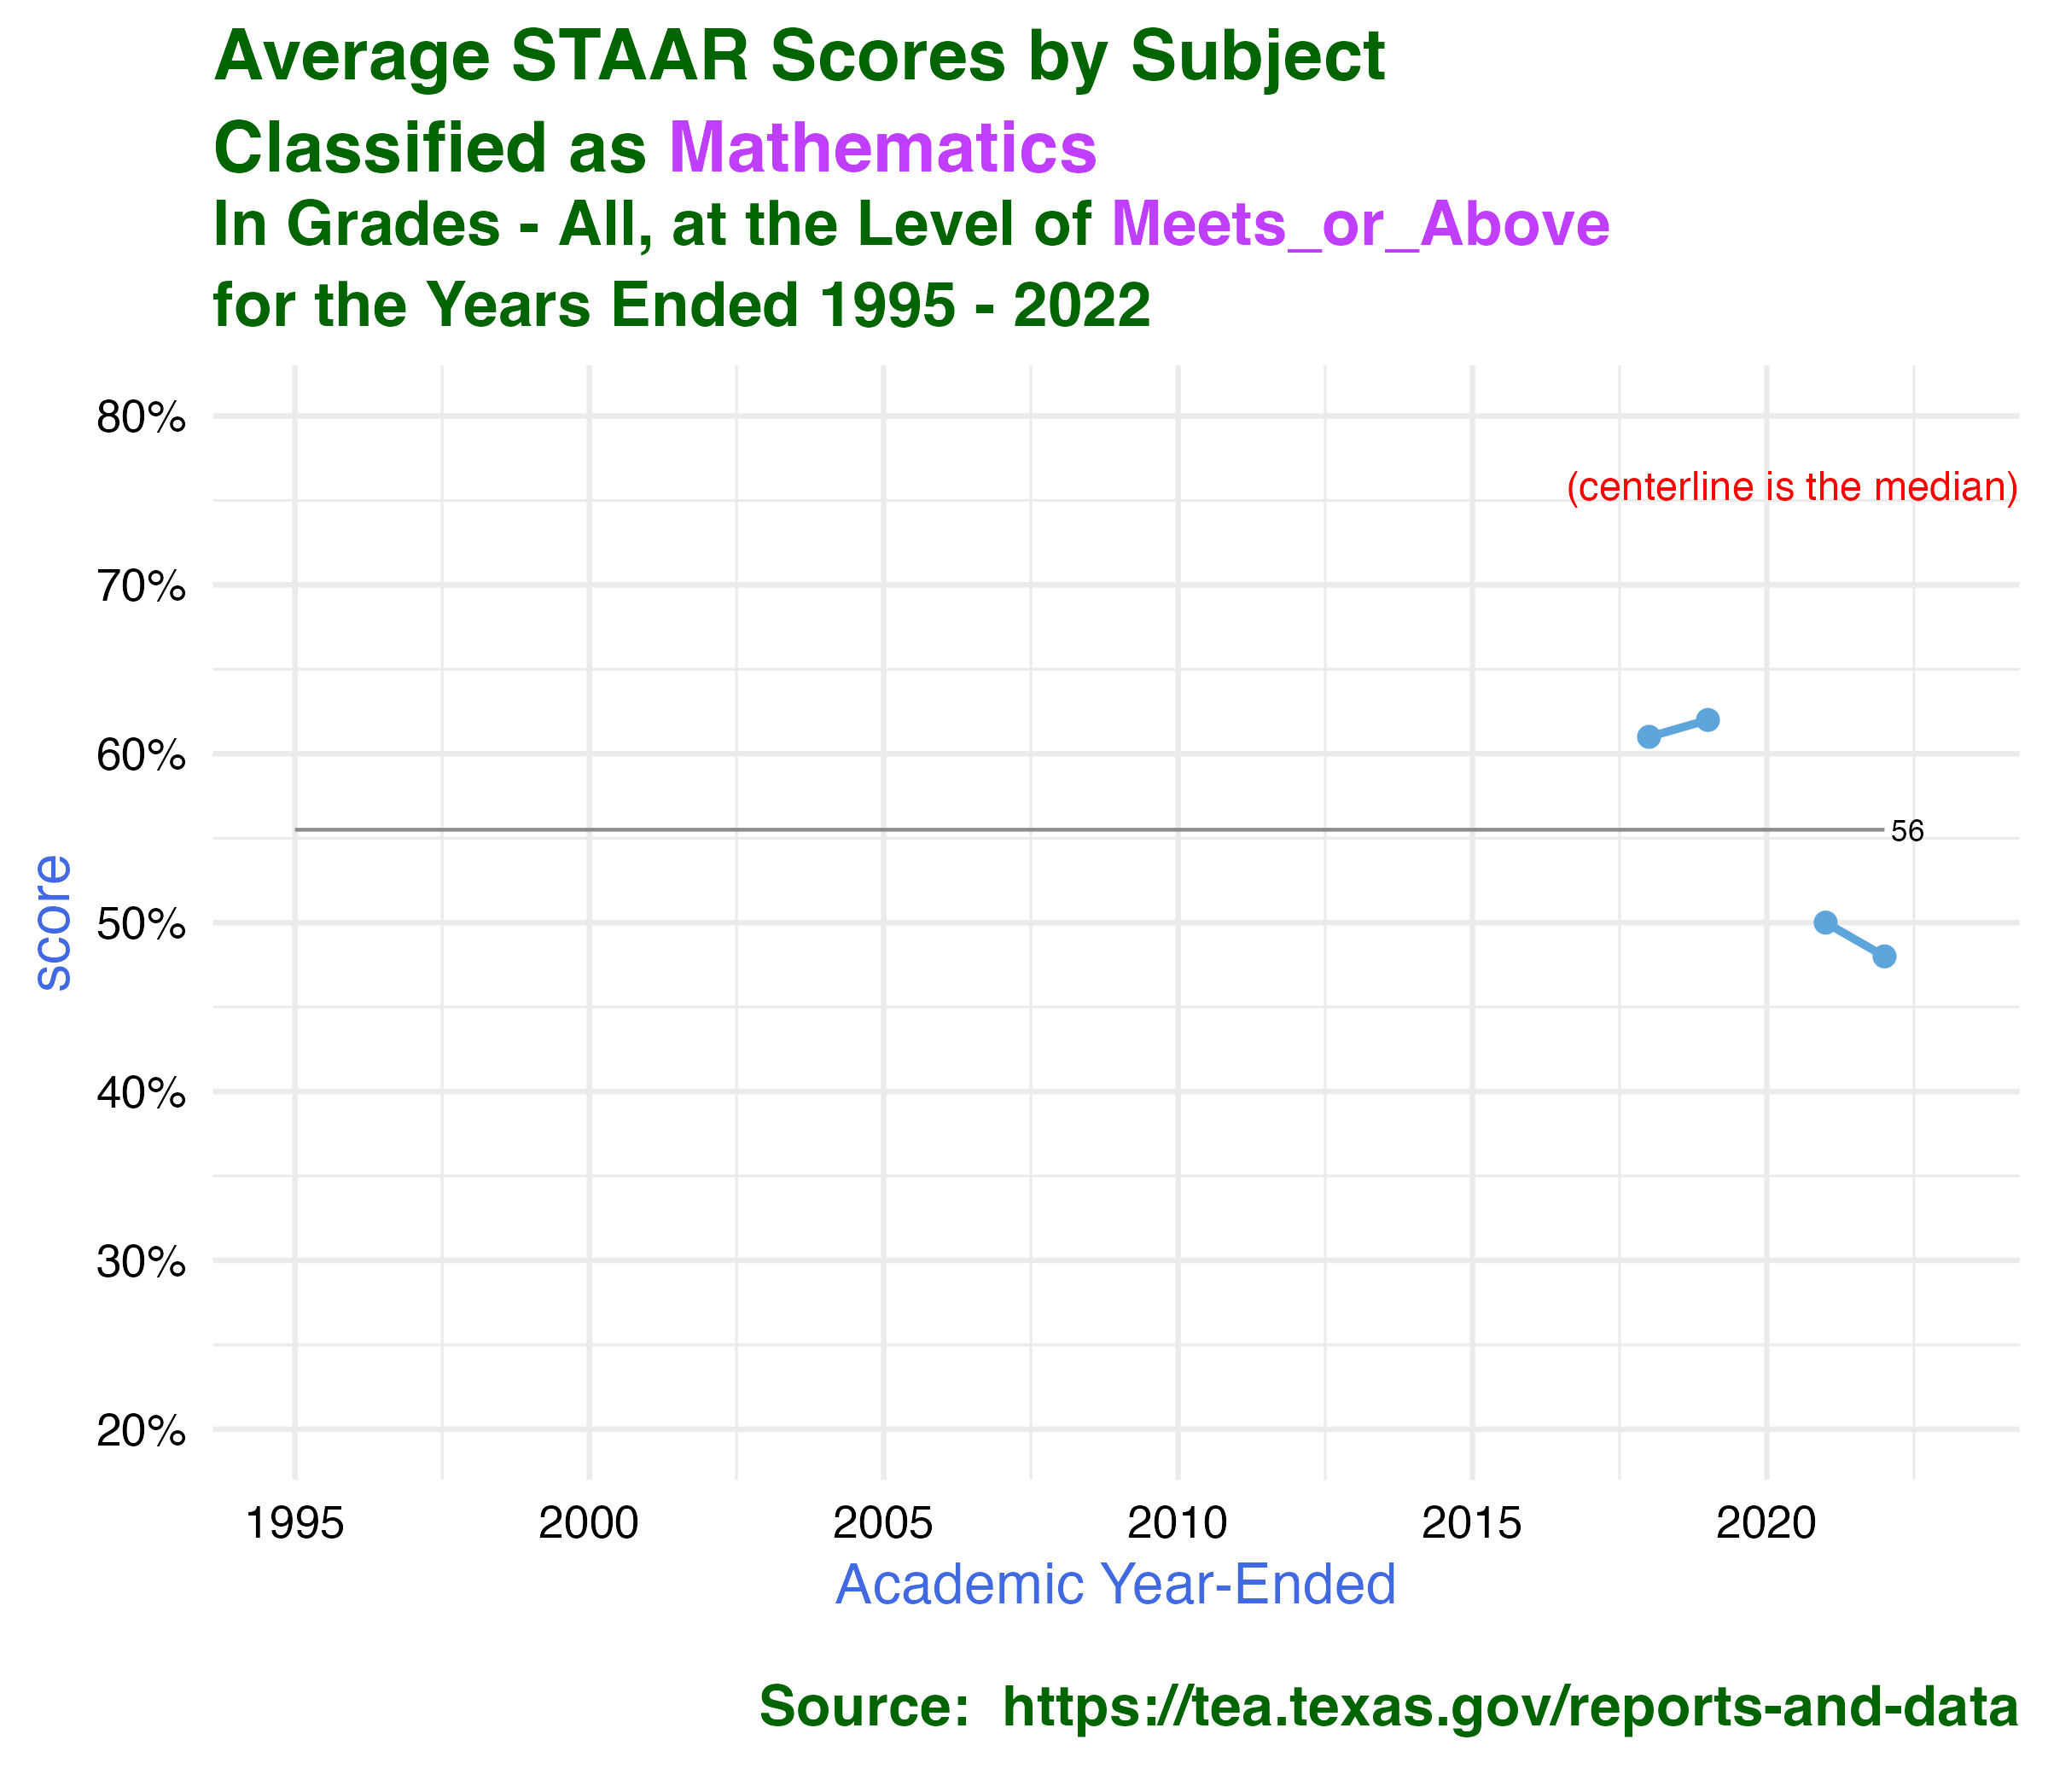 Average STAAR Scores by Subject
Classified as Mathematics
In Grades - All, at the Level of Meets_or_Above
for the Years Ended 1995 - 2022
80%
(centerline is the median)
70%
60%
56
50%
40%
30%
20%
score
1995 2000 2005 2010 2015 2020
Academic Year-Ended
Source:  https://tea.texas.gov/reports-and-data